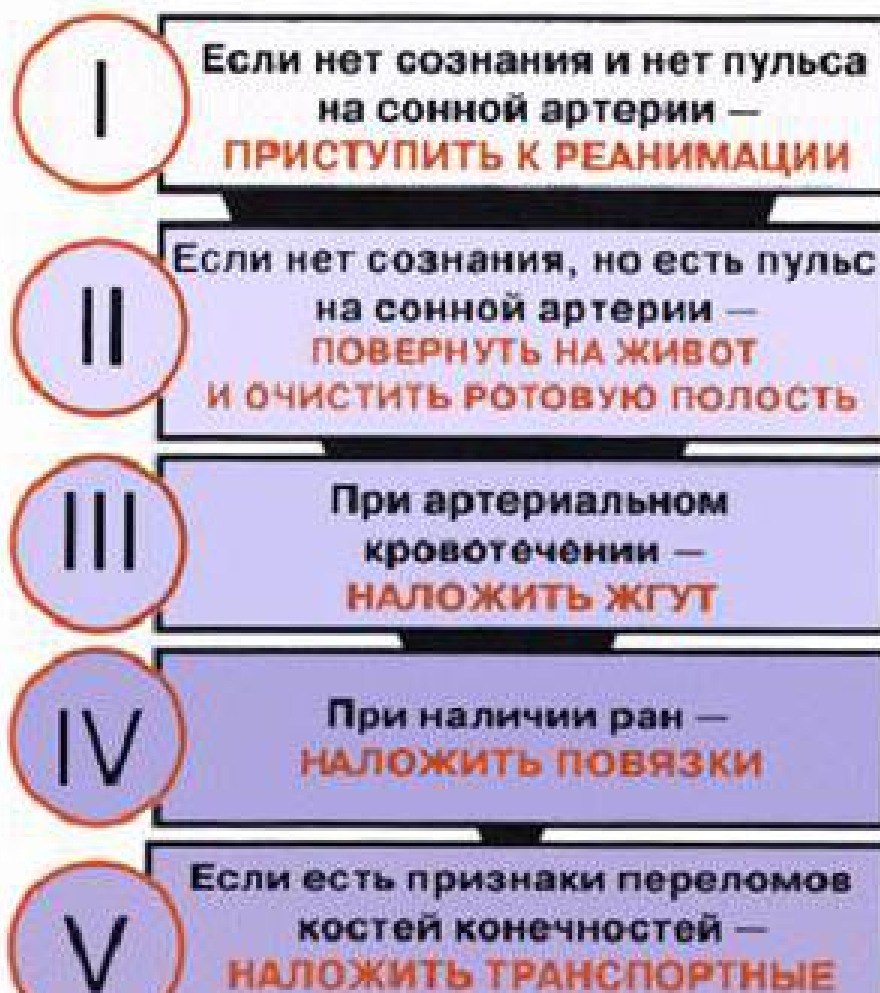 I
Если нет сознания и нет пульса
на сонной артерии —
ПРИСТУПИТЬ К РЕАНИМАЦИИ
II
Если нет сознания, но есть пульс
на сонной артерии —
ПОВЕРНУТЬ НА ЖИВОТ
И ОЧИСТИТЬ РОТОВУЮ ПОЛОСТЬ
III
При артериальном
кровотечении —
НАЛОЖИТЬ ЖГУТ
IV
При наличии ран —
НАЛОЖИТЬ ПОВЯЗКИ
V
Если есть признаки переломов
костей конечностей —
НАЛОЖИТЬ ТРАНСПОРТНЫЕ